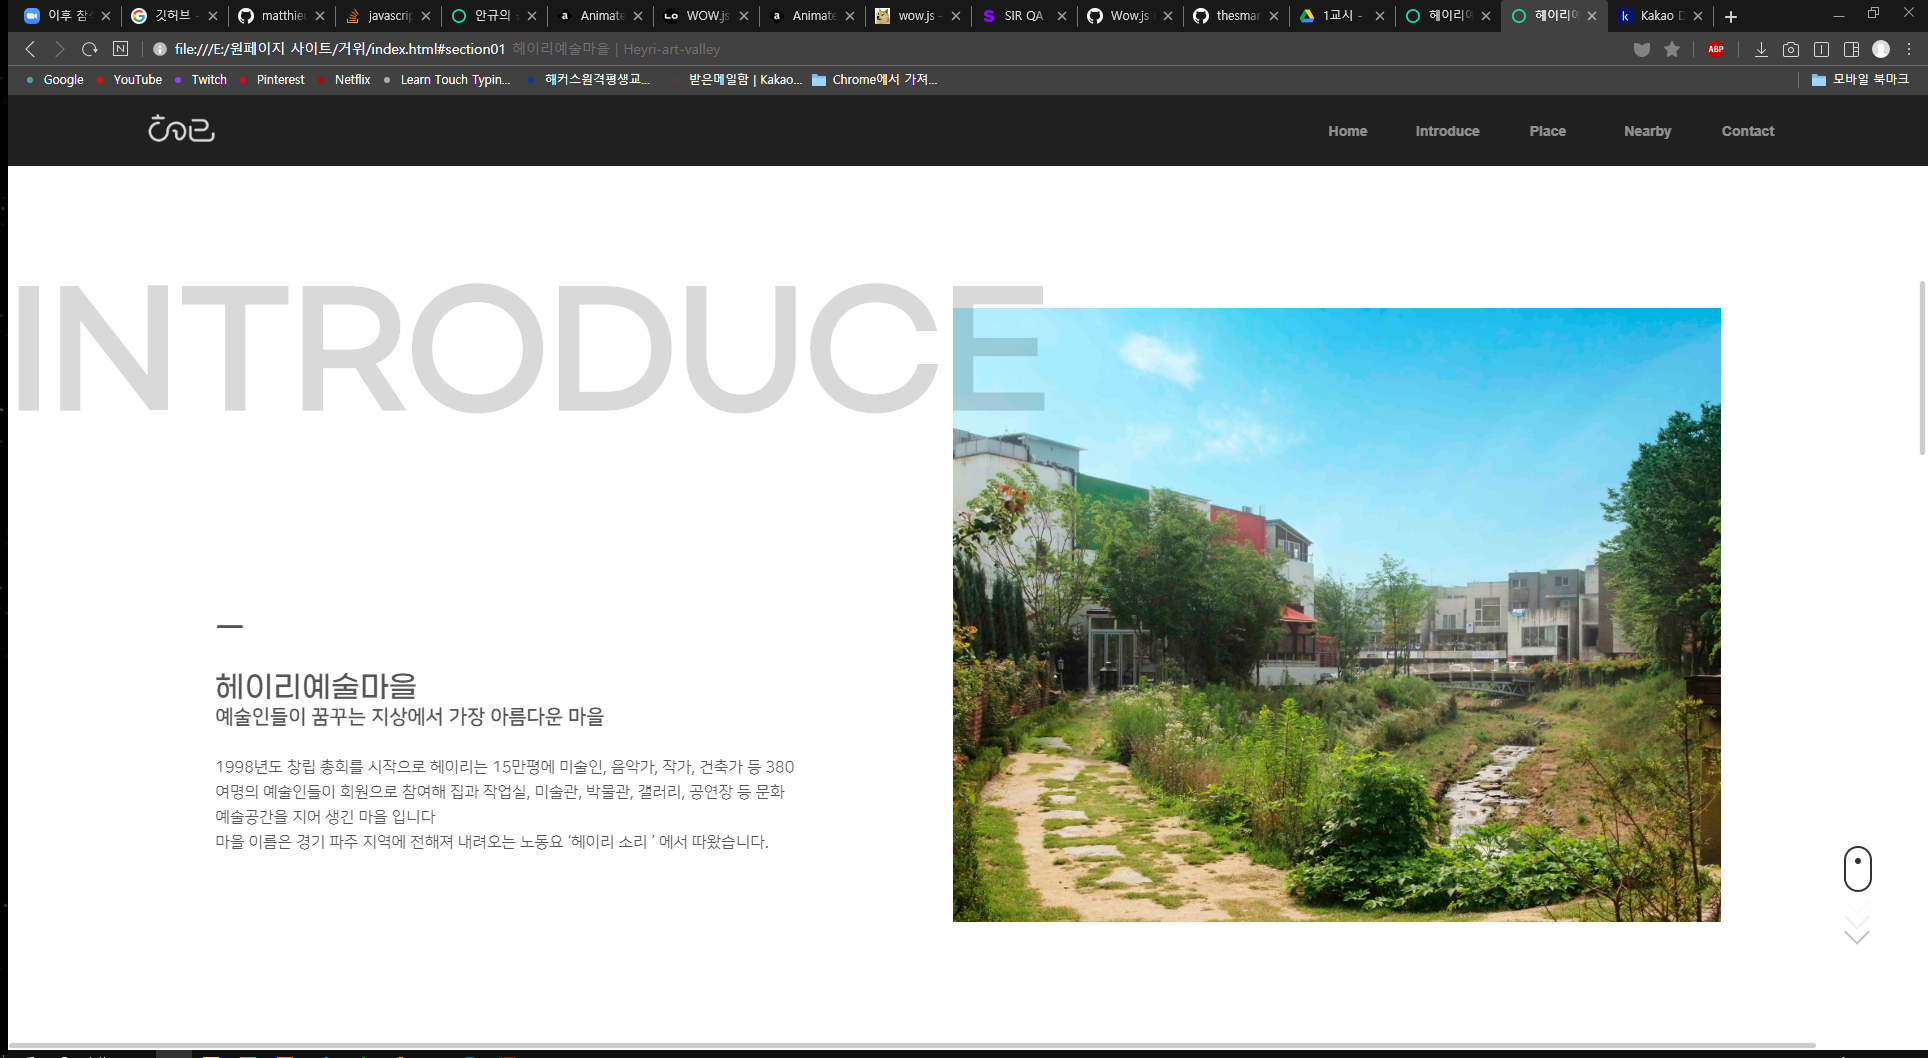 이후 참
깃허브 -
matthieu
javascrip
안규의
Animate
WOW.js
Animate
wow.js -
SIR QA
Wow.js
thesmar
1교시 -
헤이리예
헤이리예
Kakao D
file:///E:/원페이지 사이트/거위/index.html#section01 헤이리예술마을 | Heyri-art-valley
ABP
Google
YouTube
Twitch
Pinterest
Netflix
Learn Touch Typin...
해커스원격평생교...
받은메일함 | Kakao...
Chrome에서 가져...
모바일 북마크
Home
Introduce
Place
Nearby
Contact
INTRODUCE
헤이리예술마을
예술인들이 꿈꾸는 지상에서 가장 아름다운 마을
1998년도 창립 총회를 시작으로 헤이리는 15만평에 미술인, 음악가, 작가, 건축가 등 380
여명의 예술인들이 회원으로 참여해 집과 작업실, 미술관, 박물관, 갤러리, 공연장 등 문화
예술공간을 지어 생긴 마을 입니다
마을 이름은 경기 파주 지역에 전해져 내려오는 노동요 ‘헤이리 소리 ’ 에서 따왔습니다.